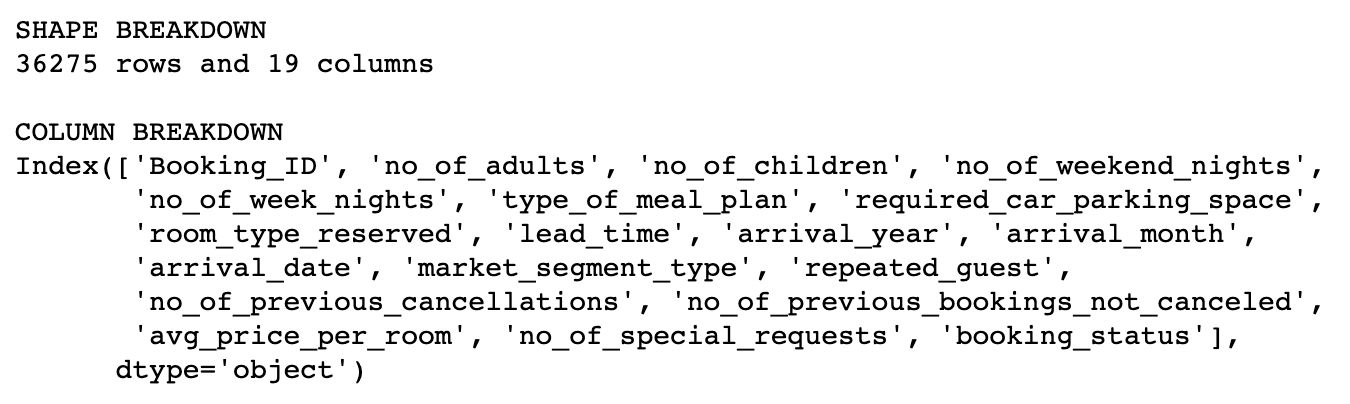 SHAPE BREAKDOWN
36275 rows and 19 columns
COLUMN BREAKDOWN
Index(['Booking_ID', 'no_of_adults', 'no_of_children', 'no_of_weekend_nights',
'no_of_week_nights', 'type_of_meal_plan', 'required_car_parking_space',
'room_type_reserved', 'lead_time', 'arrival_year', 'arrival_month',
'arrival_date', 'market_segment_type', 'repeated_guest',
'no_of_previous_cancellations', 'no_of_previous_bookings_not_canceled',
'avg_price_per_room', 'no_of_special_requests', 'booking_status'],
dtype='object')